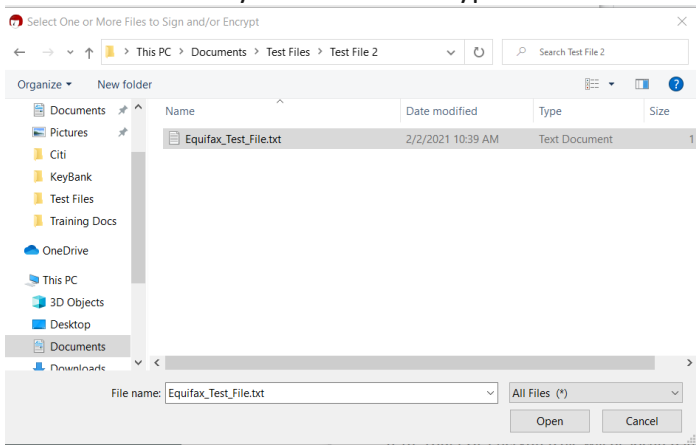 Select One or More Files to Sign and/or Encrypt
This PC > Documents > Test Files > Test File 2
Search Test File 2
Organize New folder
Name Date modified Type Size
Equifax_Test_File.txt 2/2/2021 10:39 AM Text Document 1
Documents
Pictures
Citi
KeyBank
Test Files
Training Docs
OneDrive
This PC
3D Objects
Desktop
Documents
Downloads
File name: Equifax_Test_File.txt All Files (*)
Open Cancel